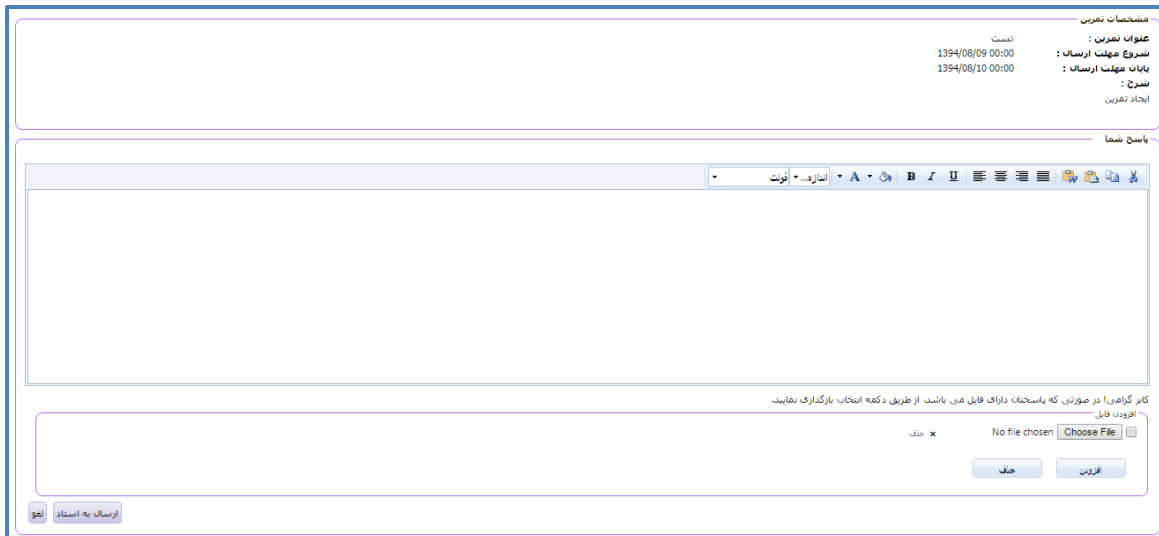 مشخصات تمرین
عنوان تمرین : تست
شروع مهلت ارسال : 1394/08/09 00:00
پایان مهلت ارسال : 1394/08/10 00:00
شرح :
ایجاد تمرین
پاسخ شما
فونت اندازه... A B I U
کابر گرامی! در صورتی که پاسختان دارای فایل می باشد، از طریق دکمه انتخاب بارگذاری نمایید.
افزودن فایل
Choose File No file chosen × حذف
افزودن حذف
ارسال به استاد لغو